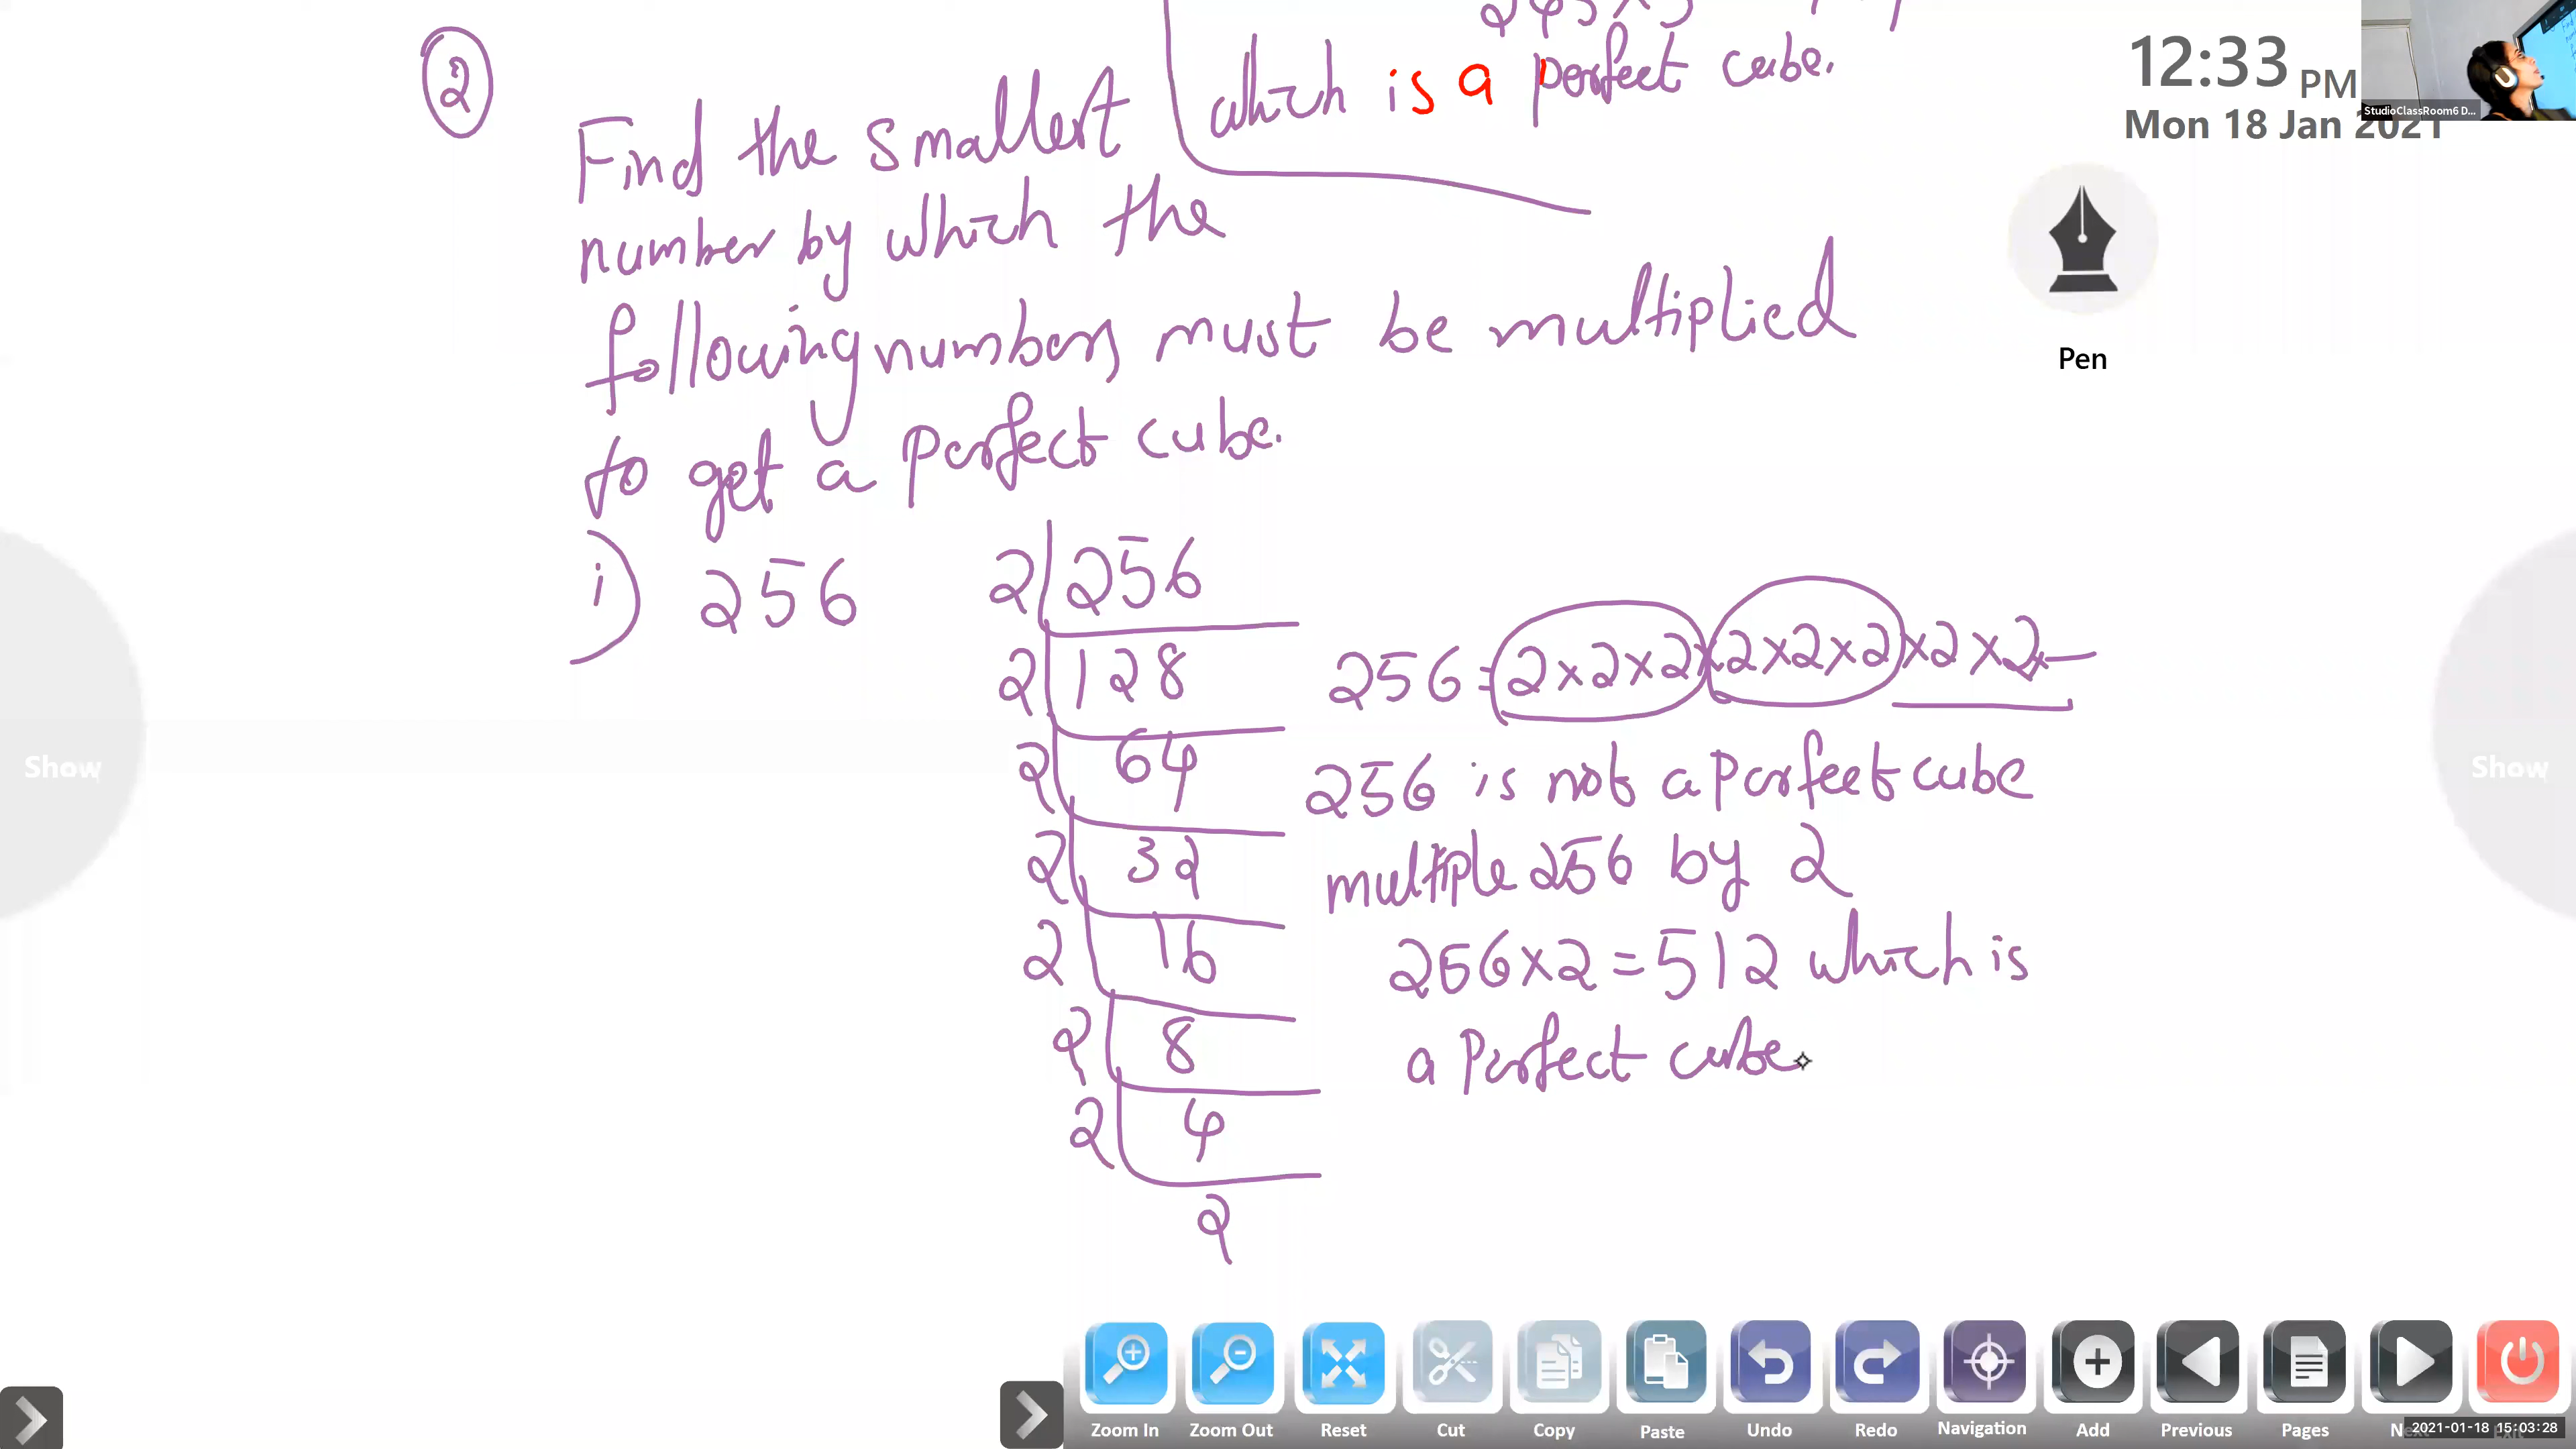 which is a perfect cube.
12:33 PM
Mon 18 Jan 2021
StudioClassRoom6 D...
Pen
2
Find the smallest
number by which the
following numbers must be multiplied
to get a perfect cube.
i) 256
2 256
2 128
2 64
2 32
2 16
2 8
2 4
2
256 = 2×2×2×2×2×2×2×2×—
256 is not a perfect cube
multiple 256 by 2
256×2=512 which is
a perfect cube
Show
Show
Zoom In
Zoom Out
Reset
Cut
Copy
Paste
Undo
Redo
Navigation
Add
Previous
Pages
2021-01-18 15:03:28